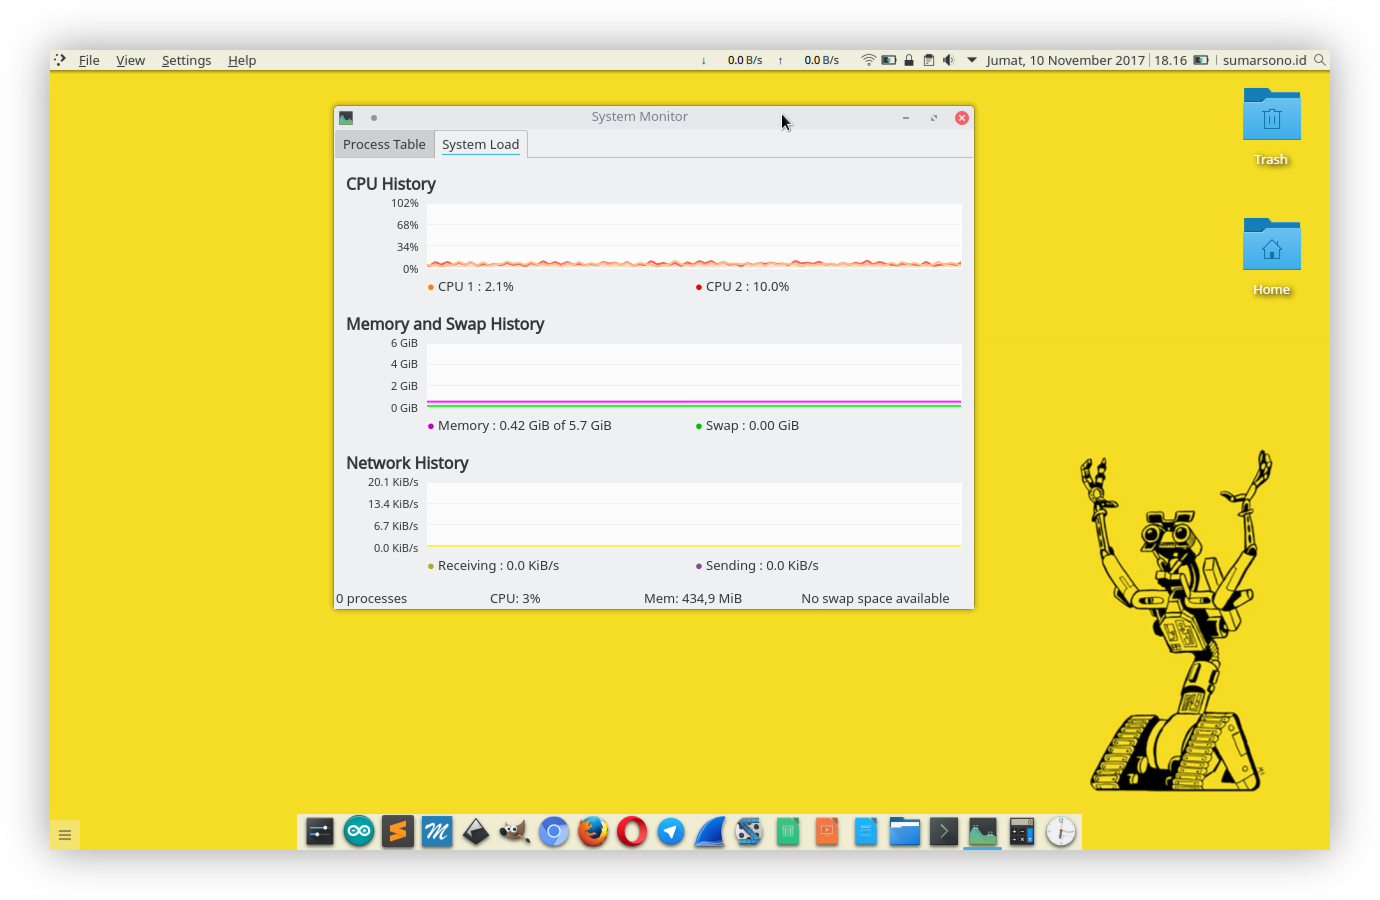 File View Settings Help ↓ 0.0 B/s ↑ 0.0 B/s Jumat, 10 November 2017 18.16 sumarsono.id
System Monitor
Process Table System Load
CPU History
102%
68%
34%
0%
CPU 1 : 2.1% CPU 2 : 10.0%
Memory and Swap History
6 GiB
4 GiB
2 GiB
0 GiB
Memory : 0.42 GiB of 5.7 GiB Swap : 0.00 GiB
Network History
20.1 KiB/s
13.4 KiB/s
6.7 KiB/s
0.0 KiB/s
Receiving : 0.0 KiB/s Sending : 0.0 KiB/s
0 processes CPU: 3% Mem: 434,9 MiB No swap space available
Trash
Home